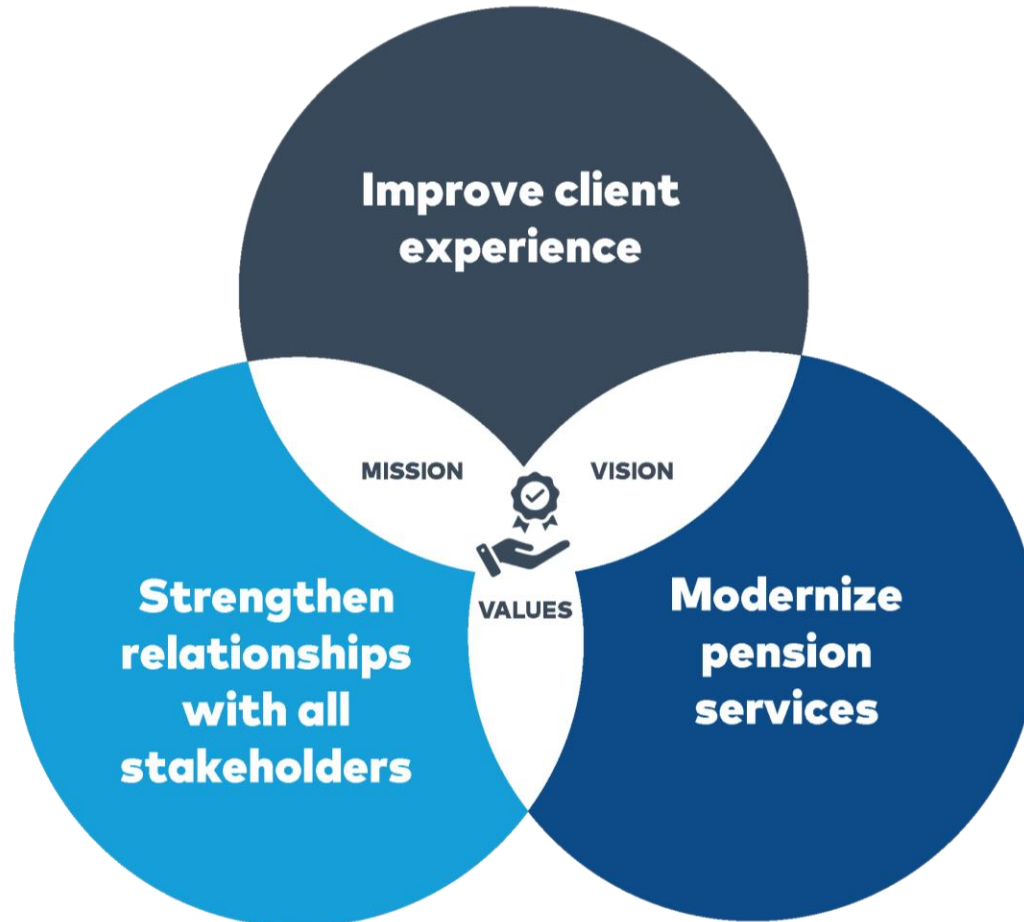 Improve client
experience
MISSION
VISION
VALUES
Strengthen
relationships
with all
stakeholders
Modernize
pension
services